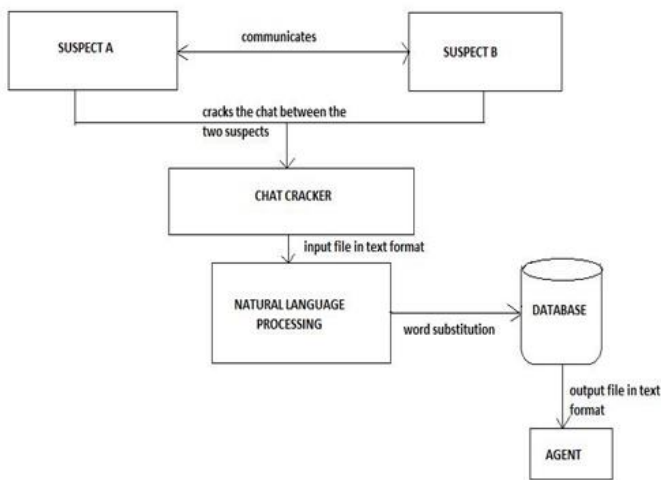 communicates
SUSPECT A
SUSPECT B
cracks the chat between the
two suspects
CHAT CRACKER
input file in text format
NATURAL LANGUAGE
PROCESSING
word substitution
DATABASE
output file in text
format
AGENT